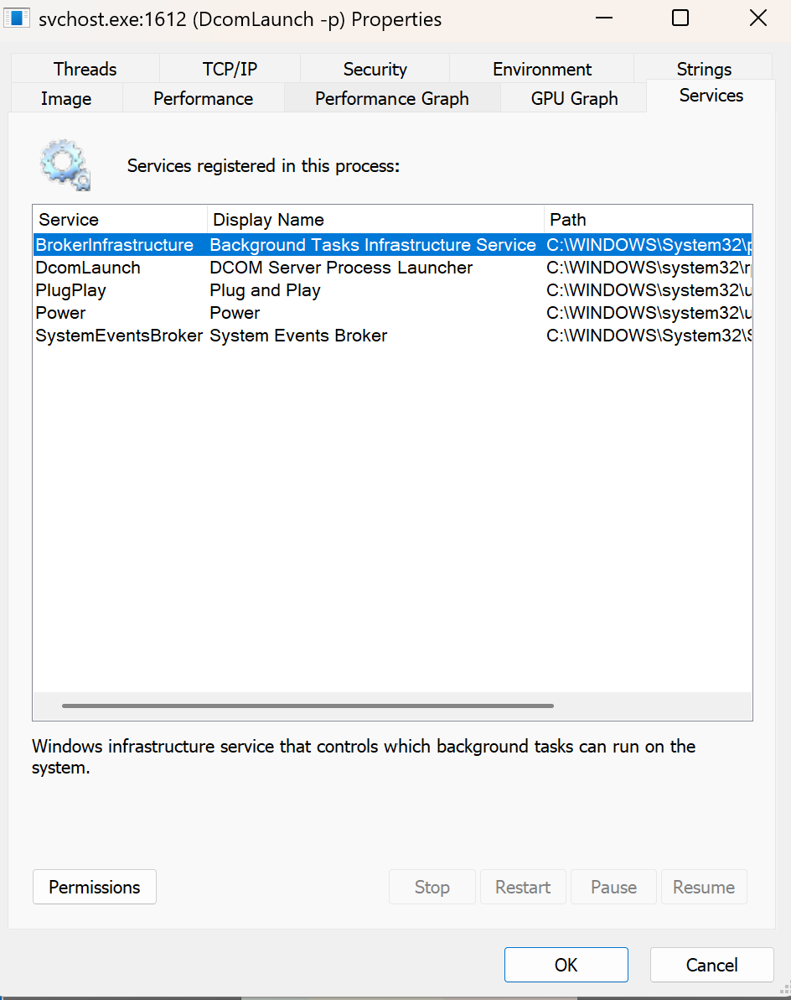 svchost.exe:1612 (DcomLaunch -p) Properties
Threads TCP/IP Security Environment Strings
Image Performance Performance Graph GPU Graph Services
Services registered in this process:
Service Display Name Path
BrokerInfrastructure Background Tasks Infrastructure Service C:\WINDOWS\System32\p
DcomLaunch DCOM Server Process Launcher C:\WINDOWS\system32\r
PlugPlay Plug and Play C:\WINDOWS\system32\u
Power Power C:\WINDOWS\system32\u
SystemEventsBroker System Events Broker C:\WINDOWS\System32\S
Windows infrastructure service that controls which background tasks can run on the
system.
Permissions Stop Restart Pause Resume
OK Cancel